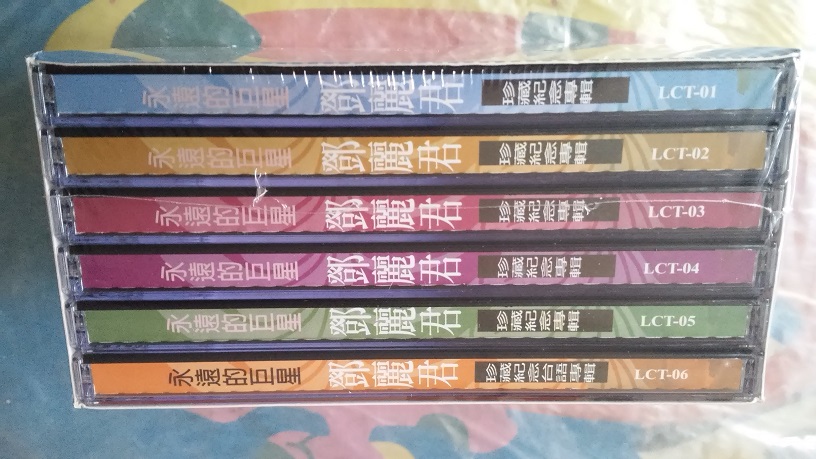 永遠的巨星 鄧麗君 珍藏紀念專輯 LCT-01
永遠的巨星 鄧麗君 珍藏紀念專輯 LCT-02
永遠的巨星 鄧麗君 珍藏紀念專輯 LCT-03
永遠的巨星 鄧麗君 珍藏紀念專輯 LCT-04
永遠的巨星 鄧麗君 珍藏紀念專輯 LCT-05
永遠的巨星 鄧麗君 珍藏紀念台語專輯 LCT-06